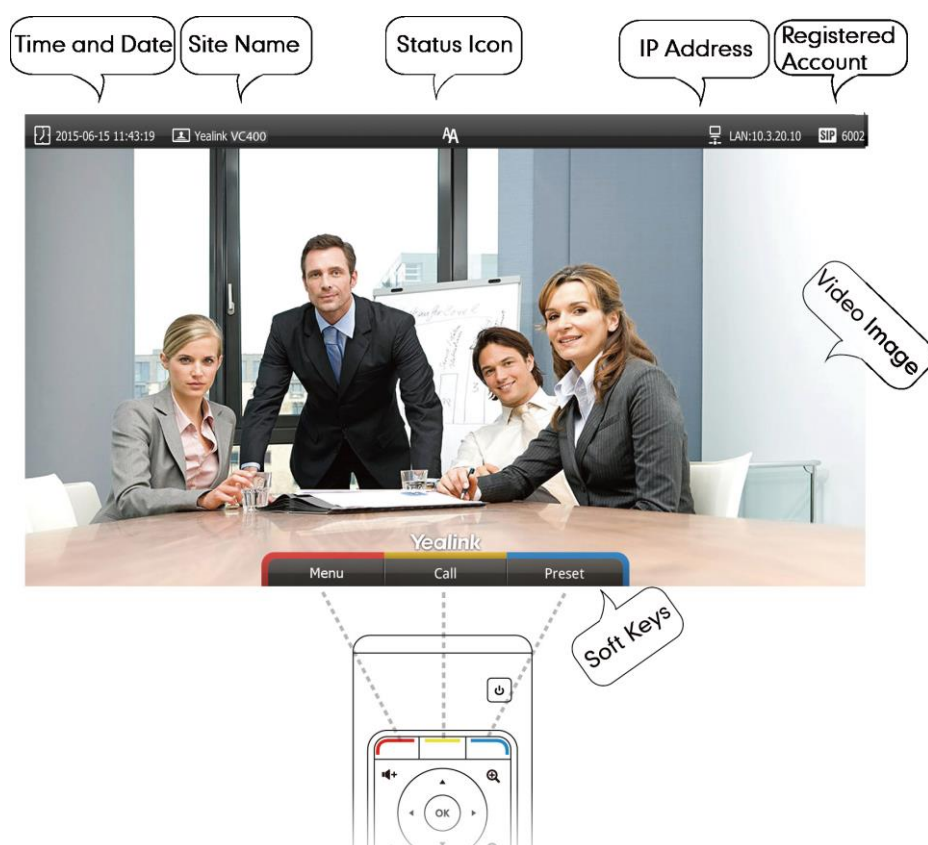 Time and Date
Site Name
Status Icon
IP Address
Registered
Account
2015-06-15 11:43:19
Yealink VC400
AA
LAN:10.3.20.10
SIP 6002
Video Image
Yealink
Menu
Call
Preset
Soft Keys
OK